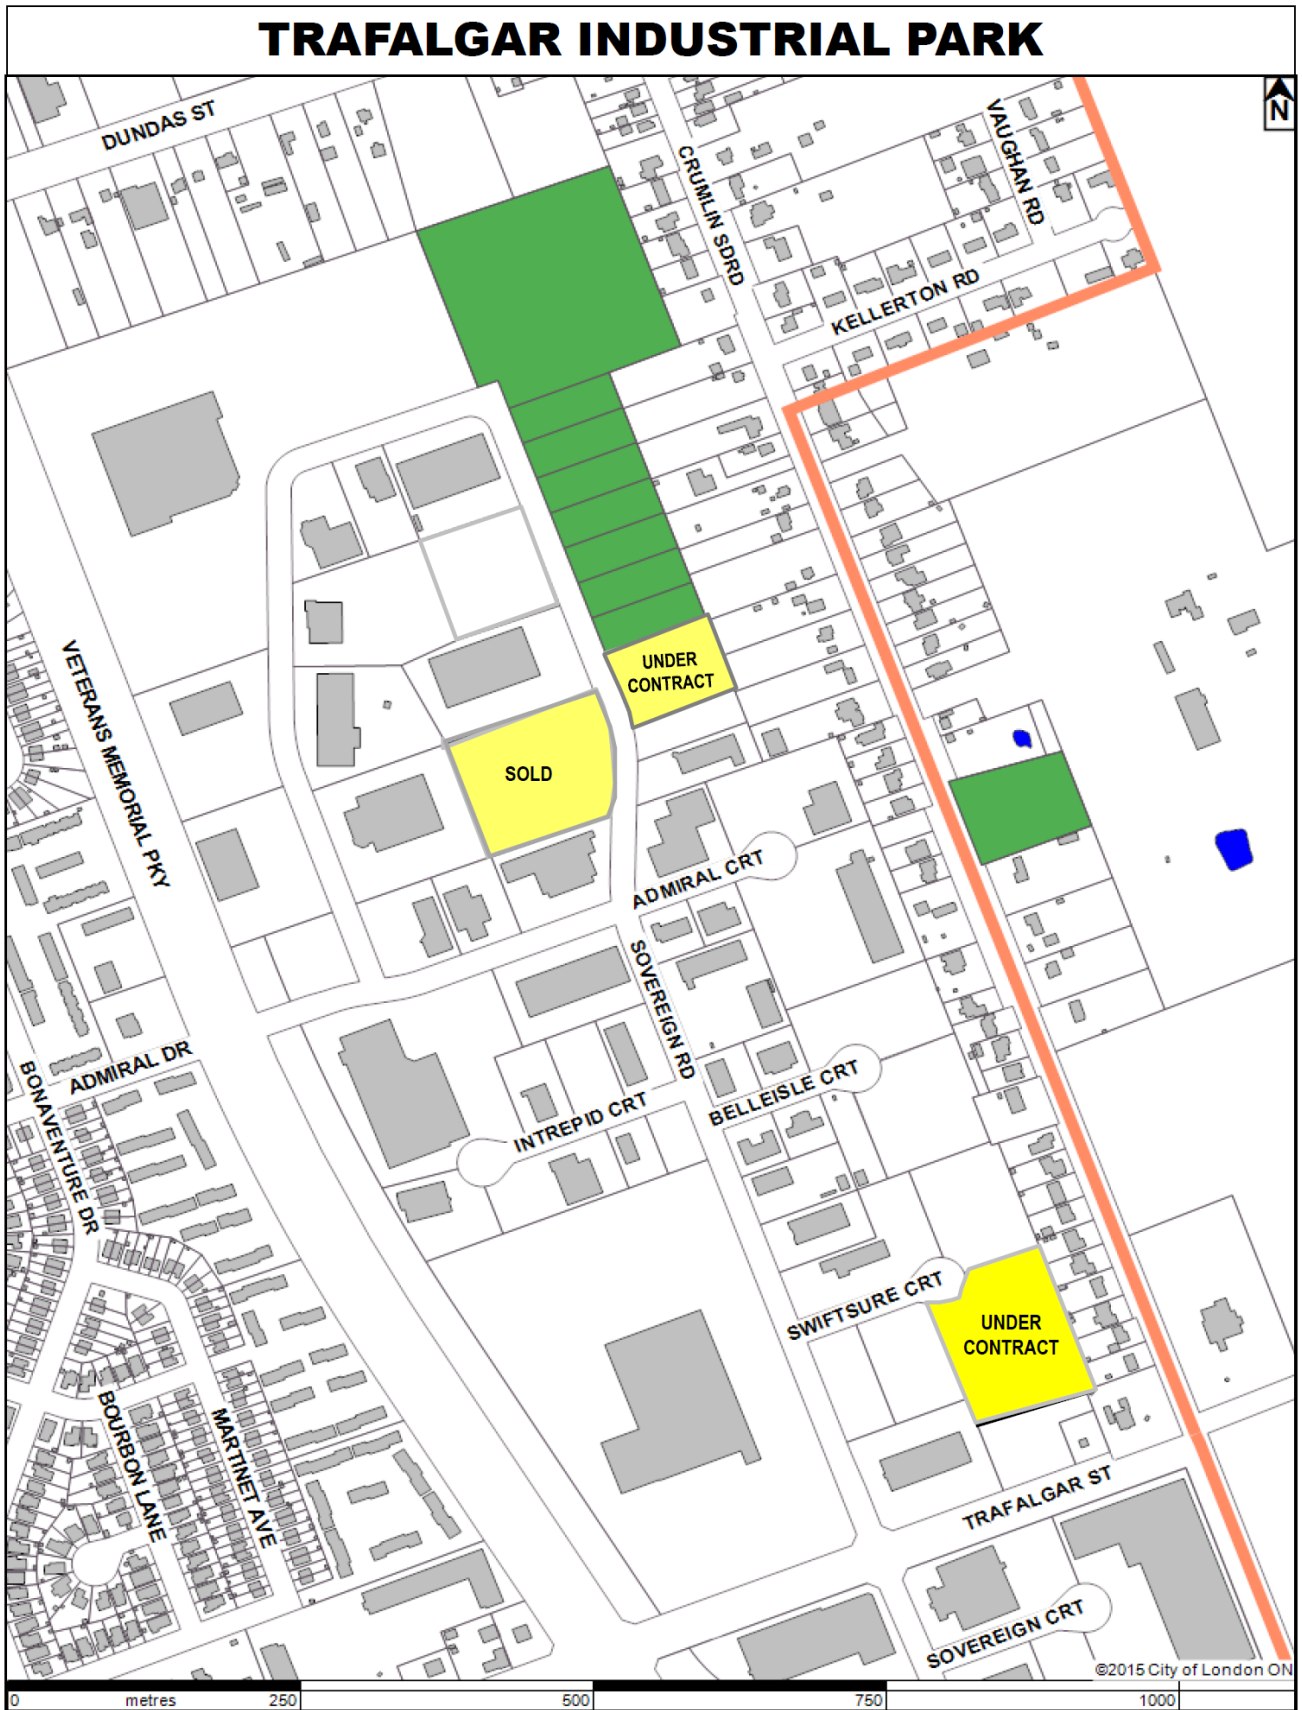 TRAFALGAR INDUSTRIAL PARK
N
DUNDAS ST
CRUMLIN SDRD
VAUGHAN RD
KELLERTON RD
VETERANS MEMORIAL PKY
UNDER
CONTRACT
SOLD
ADMIRAL CRT
SOVEREIGN RD
ADMIRAL DR
BONAVENTURE DR
INTREPID CRT
BELLEISLE CRT
SWIFTSURE CRT
UNDER
CONTRACT
BOURBON LANE
MARTINET AVE
TRAFALGAR ST
SOVEREIGN CRT
©2015 City of London ON
0 metres 250 500 750 1000